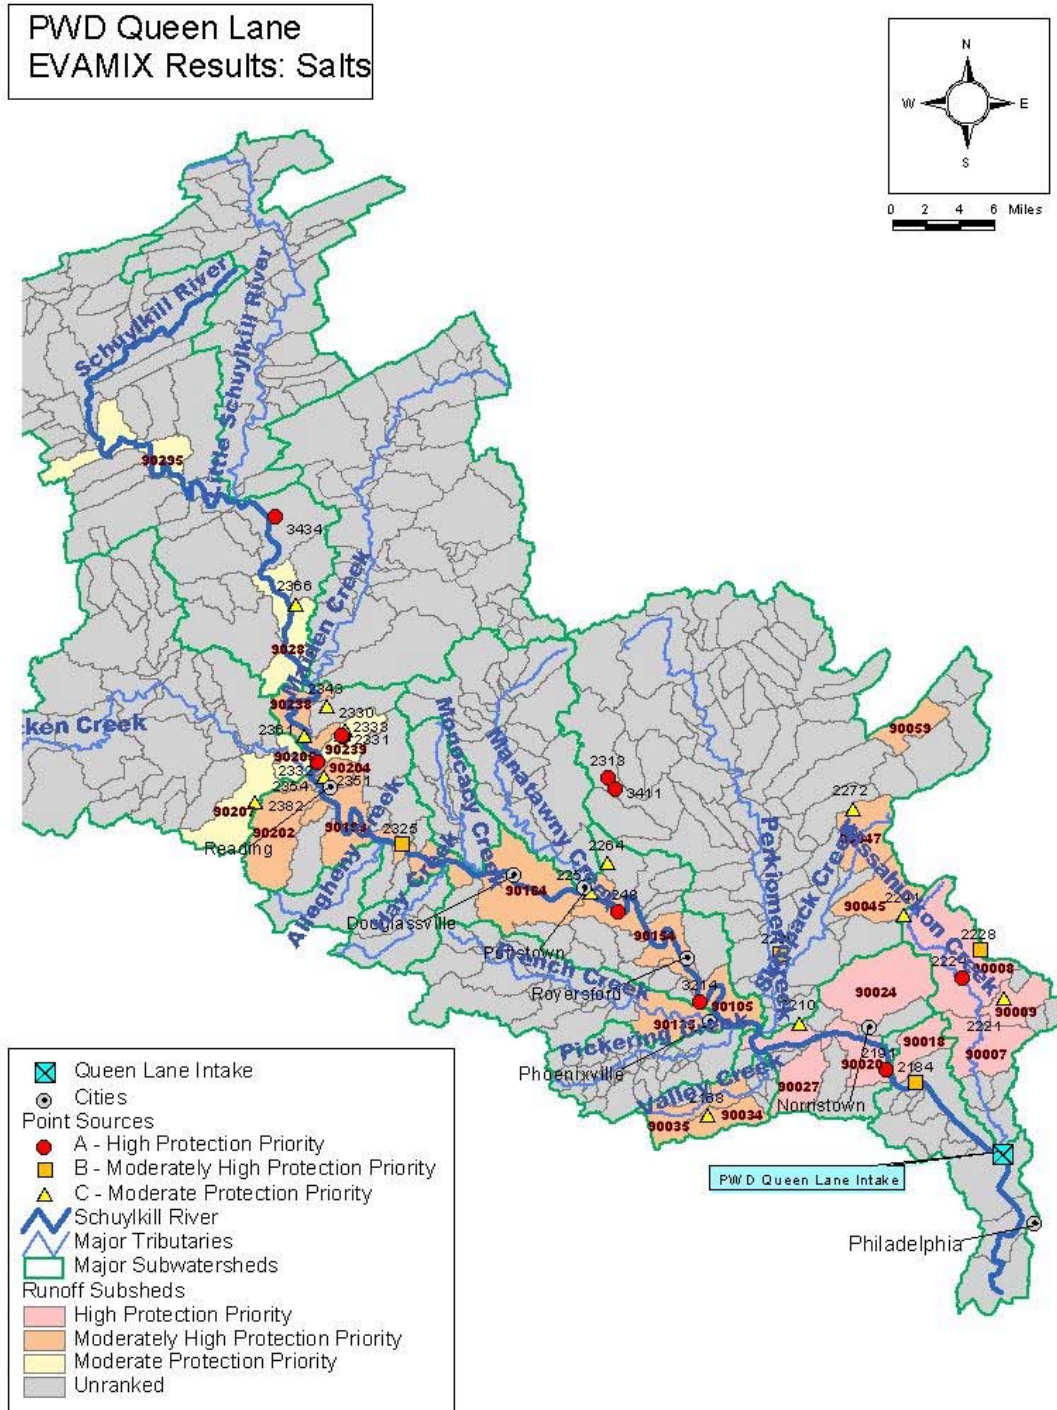 PWD Queen Lane
EVAMIX Results: Salts
N
W
E
S
0 2 4 6 Miles
Schuylkill River
Little Schuylkill River
90295
3434
2366
Maiden Creek
2343
90238
2330
2333
2331
2361
90239
90204
2351
2354
2382
90207
90202
Reading
90193
2325
Allegheny Creek
Hay Creek
Monocacy Creek
Manatawny Creek
2313
3411
2264
2248
90164
Douglassville
Pottstown
90154
French Creek
Royersford
3214
90105
Pickering
Phoenixville
Perkiomen Creek
Skippack Creek
90059
2272
90045
2241
Wissahickon Creek
2228
90008
90009
2221
90007
90024
2210
90018
2191
90020
2184
90027
Norristown
Valley Creek
90034
90035
PWD Queen Lane Intake
Philadelphia
Queen Lane Intake
Cities
Point Sources
A - High Protection Priority
B - Moderately High Protection Priority
C - Moderate Protection Priority
Schuylkill River
Major Tributaries
Major Subwatersheds
Runoff Subsheds
High Protection Priority
Moderately High Protection Priority
Moderate Protection Priority
Unranked